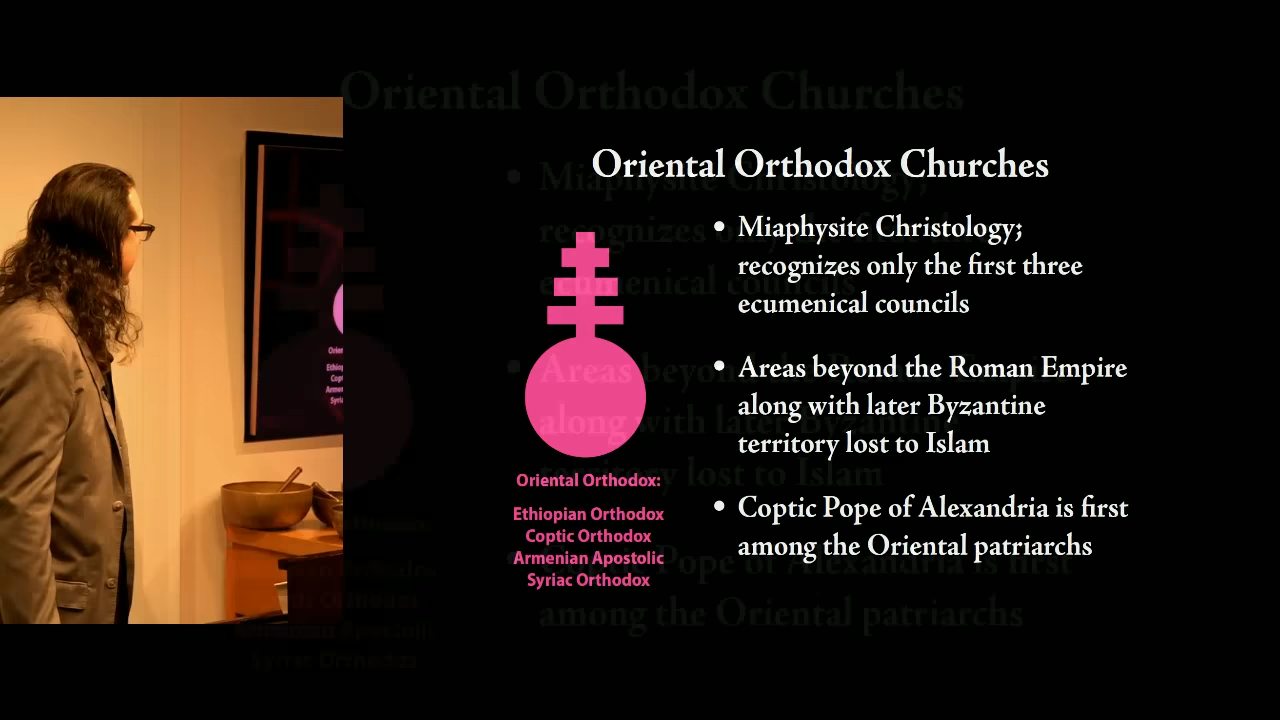 Oriental Orthodox Churches
• Miaphysite Christology;
recognizes only the first three
ecumenical councils
• Areas beyond the Roman Empire
along with later Byzantine
territory lost to Islam
• Coptic Pope of Alexandria is first
among the Oriental patriarchs
Oriental Orthodox:
Ethiopian Orthodox
Coptic Orthodox
Armenian Apostolic
Syriac Orthodox